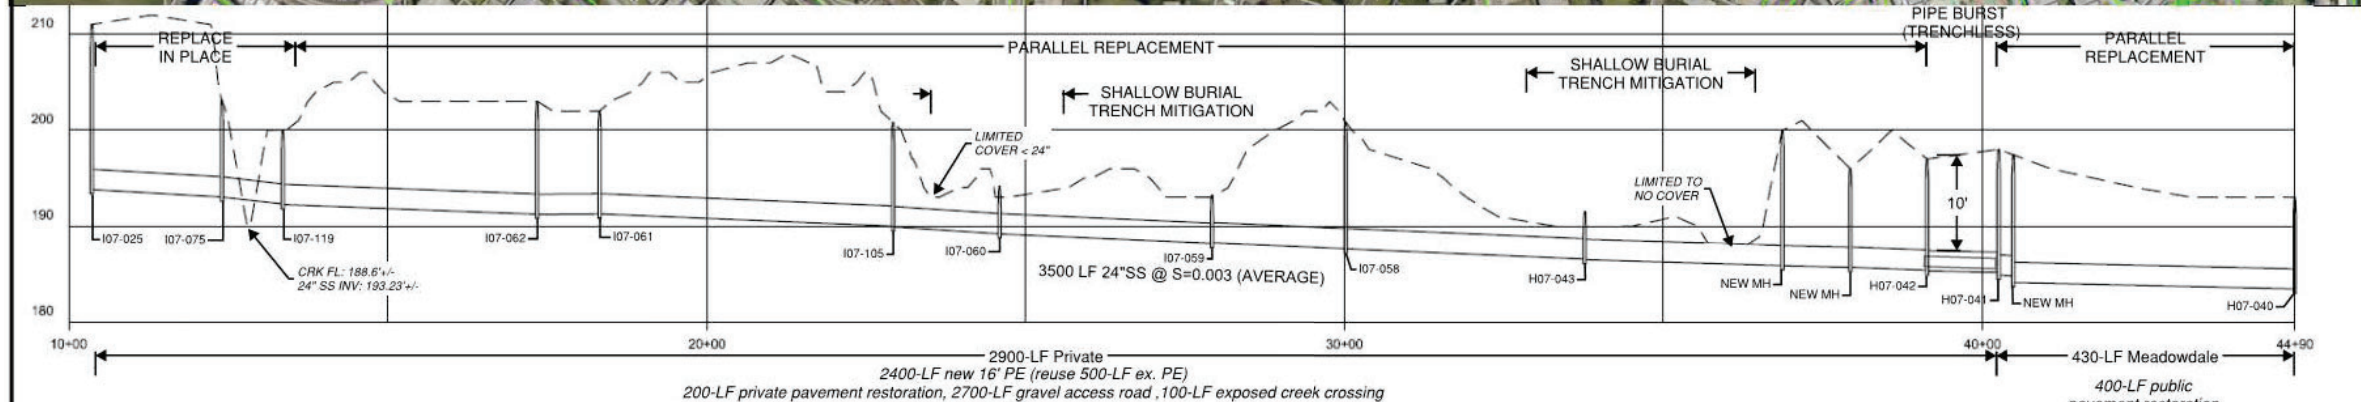 PIPE BURST
(TRENCHLESS)
210
REPLACE
IN PLACE
PARALLEL REPLACEMENT
PARALLEL
REPLACEMENT
SHALLOW BURIAL
TRENCH MITIGATION
SHALLOW BURIAL
TRENCH MITIGATION
200
LIMITED
COVER < 24"
LIMITED TO
NO COVER
10'
190
I07-025
I07-075
I07-119
I07-062
I07-061
I07-105
I07-060
I07-059
I07-058
H07-043
NEW MH
NEW MH
H07-042
H07-041
NEW MH
H07-040
CRK FL: 188.6'+/-
24" SS INV: 193.23'+/-
3500 LF 24"SS @ S=0.003 (AVERAGE)
180
10+00
20+00
30+00
40+00
44+90
2900-LF Private
430-LF Meadowdale
2400-LF new 16' PE (reuse 500-LF ex. PE)
200-LF private pavement restoration, 2700-LF gravel access road ,100-LF exposed creek crossing
400-LF public
pavement restoration